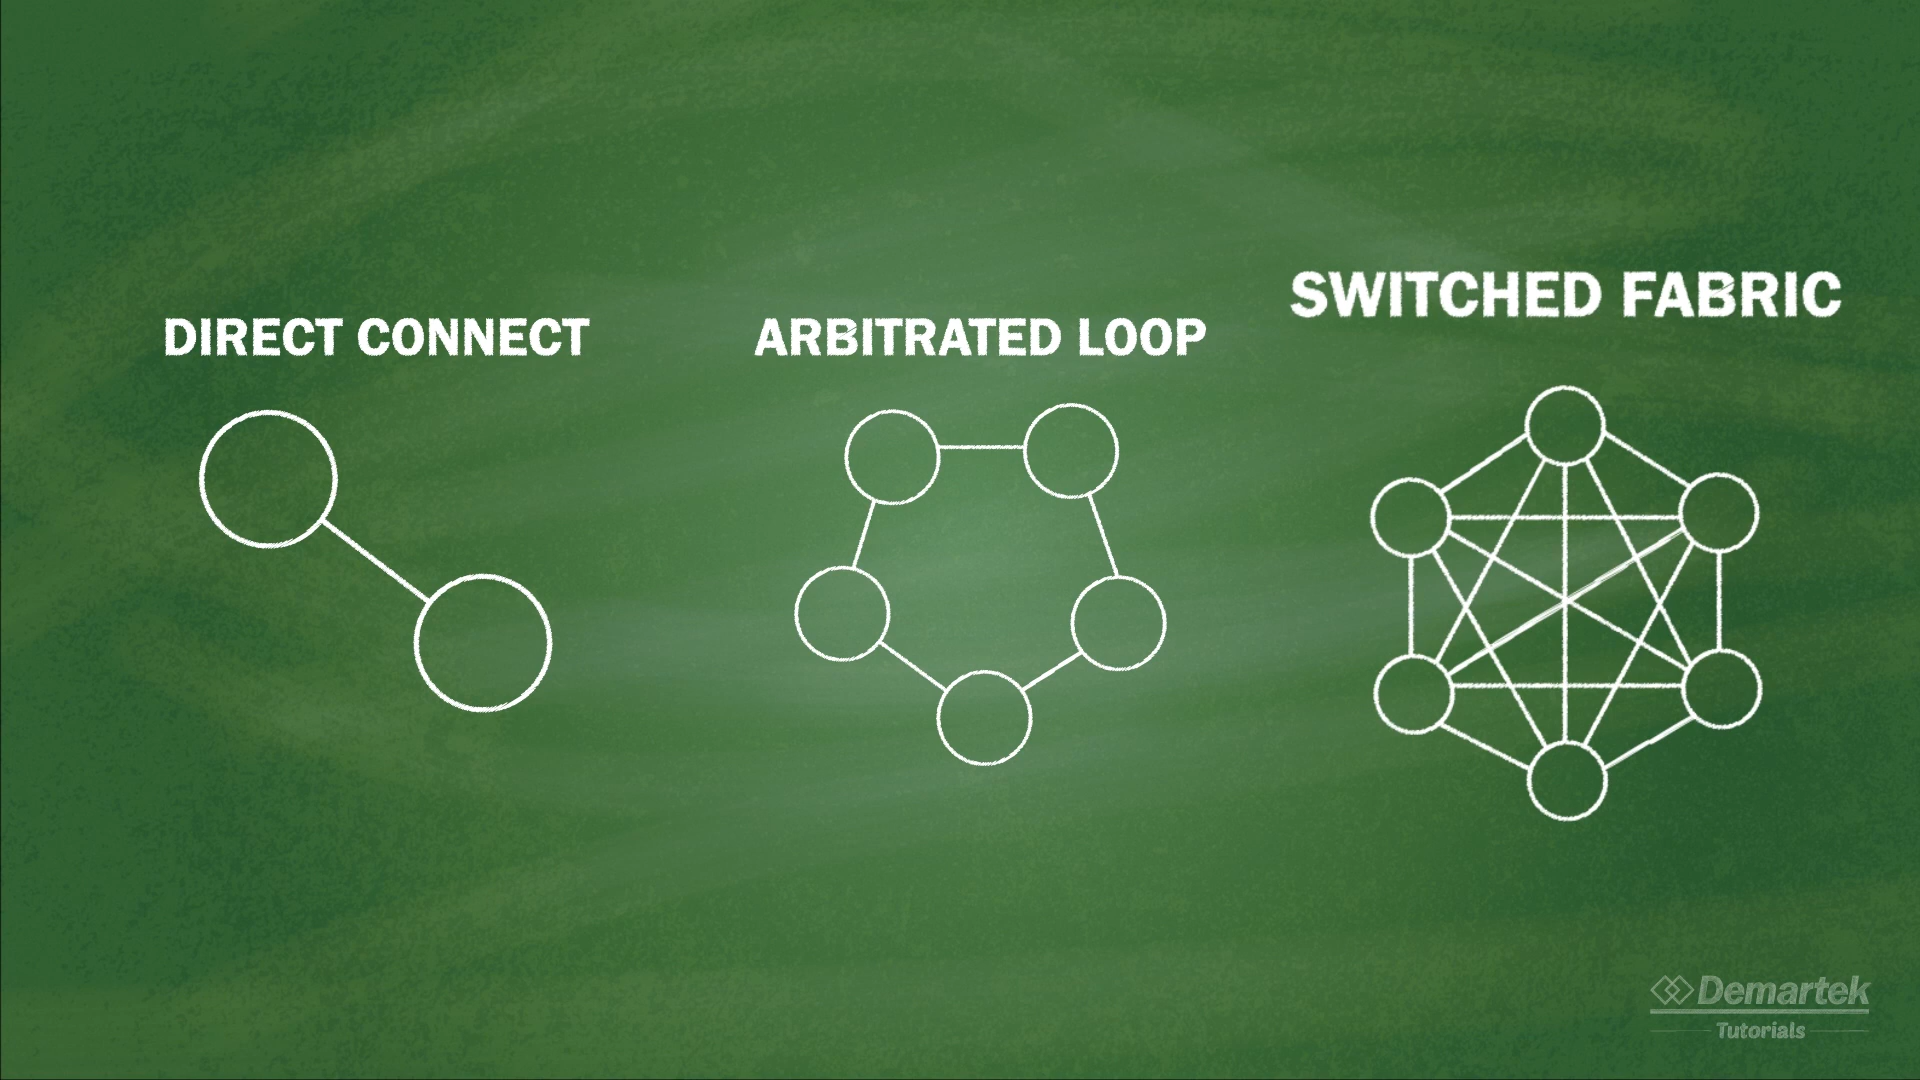 DIRECT CONNECT
ARBITRATED LOOP
SWITCHED FABRIC
Demartek
Tutorials